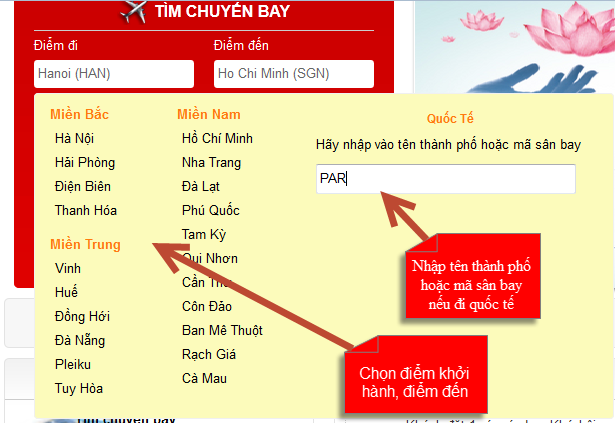 TÌM CHUYẾN BAY
Điểm đi
Điểm đến
Hanoi (HAN)
Ho Chi Minh (SGN)
Miền Bắc
Hà Nội
Hải Phòng
Điện Biên
Thanh Hóa
Miền Trung
Vinh
Huế
Đồng Hới
Đà Nẵng
Pleiku
Tuy Hòa
Miền Nam
Hồ Chí Minh
Nha Trang
Đà Lạt
Phú Quốc
Tam Kỳ
Qui Nhơn
Cần Thơ
Côn Đảo
Ban Mê Thuột
Rạch Giá
Cà Mau
Quốc Tế
Hãy nhập vào tên thành phố hoặc mã sân bay
PAR
Nhập tên thành phố
hoặc mã sân bay
nếu đi quốc tế
Chọn điểm khởi
hành, điểm đến
Tìm chuyến bay